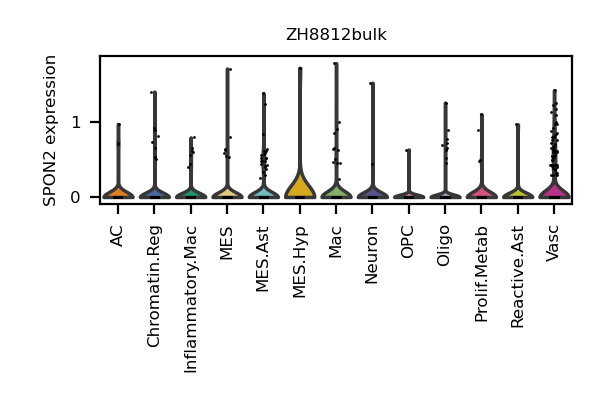 ZH8812bulk
SPON2 expression
1
0
AC
Chromatin.Reg
Inflammatory.Mac
MES
MES.Ast
MES.Hyp
Mac
Neuron
OPC
Oligo
Prolif.Metab
Reactive.Ast
Vasc